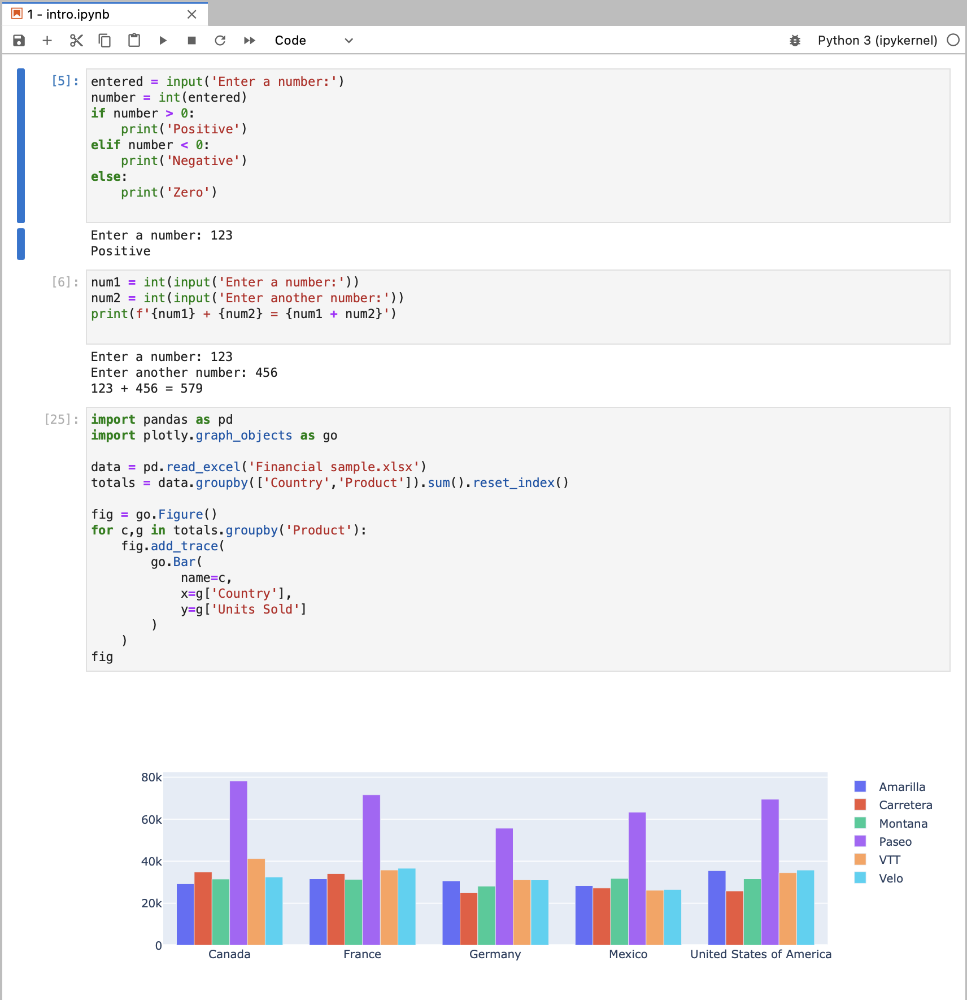 1 - intro.ipynb
Code
Python 3 (ipykernel)
[5]:
entered = input('Enter a number:')
number = int(entered)
if number > 0:
    print('Positive')
elif number < 0:
    print('Negative')
else:
    print('Zero')
Enter a number: 123
Positive
[6]:
num1 = int(input('Enter a number:'))
num2 = int(input('Enter another number:'))
print(f'{num1} + {num2} = {num1 + num2}')
Enter a number: 123
Enter another number: 456
123 + 456 = 579
[25]:
import pandas as pd
import plotly.graph_objects as go
data = pd.read_excel('Financial sample.xlsx')
totals = data.groupby(['Country','Product']).sum().reset_index()
fig = go.Figure()
for c,g in totals.groupby('Product'):
    fig.add_trace(
        go.Bar(
            name=c,
            x=g['Country'],
            y=g['Units Sold']
        )
    )
fig
80k
60k
40k
20k
0
Canada
France
Germany
Mexico
United States of America
Amarilla
Carretera
Montana
Paseo
VTT
Velo